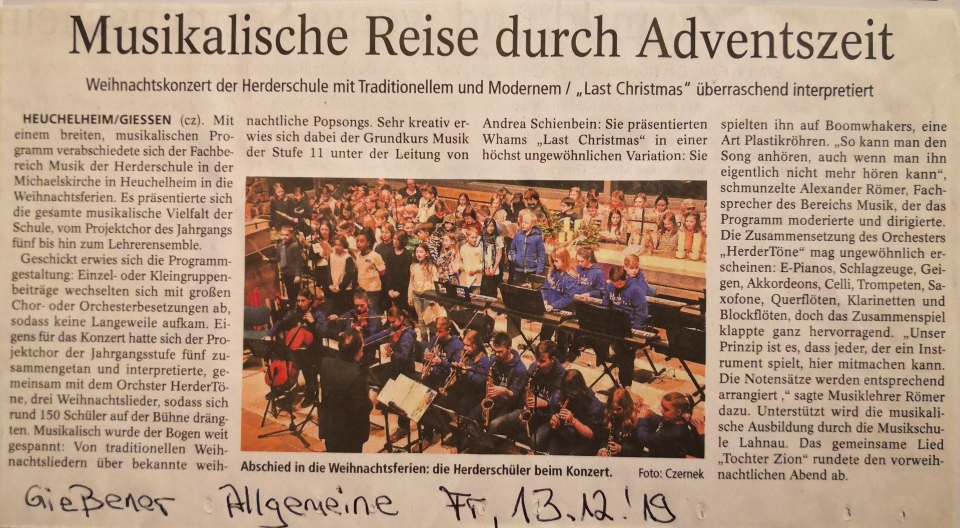 Musikalische Reise durch Adventszeit
Weihnachtskonzert der Herderschule mit Traditionellem und Modernem / „Last Christmas“ überraschend interpretiert
HEUCHELHEIM/GIESSEN (cz). Mit
einem breiten, musikalischen Pro-
gramm verabschiedete sich der Fachbe-
reich Musik der Herderschule in der
Michaelskirche in Heuchelheim in die
Weihnachtsferien. Es präsentierte sich
die gesamte musikalische Vielfalt der
Schule, vom Projektchor des Jahrgangs
fünf bis hin zum Lehrerensemble.
Geschickt erwies sich die Programm-
gestaltung: Einzel- oder Kleingruppen-
beiträge wechselten sich mit großen
Chor- oder Orchesterbesetzungen ab,
sodass keine Langeweile aufkam. Ei-
gens für das Konzert hatte sich der Pro-
jektchor der Jahrgangsstufe fünf zu-
sammengetan und interpretierte, ge-
meinsam mit dem Orchster HerderTö-
ne, drei Weihnachtslieder, sodass sich
rund 150 Schüler auf der Bühne dräng-
ten. Musikalisch wurde der Bogen weit
gespannt: Von traditionellen Weih-
nachtsliedern über bekannte weih-
nachtliche Popsongs. Sehr kreativ er-
wies sich dabei der Grundkurs Musik
der Stufe 11 unter der Leitung von
Andrea Schienbein: Sie präsentierten
Whams „Last Christmas“ in einer
höchst ungewöhnlichen Variation: Sie
spielten ihn auf Boomwhakers, eine
Art Plastikröhren. „So kann man den
Song anhören, auch wenn man ihn
eigentlich nicht mehr hören kann“,
schmunzelte Alexander Römer, Fach-
sprecher des Bereichs Musik, der das
Programm moderierte und dirigierte.
Die Zusammensetzung des Orchesters
„HerderTöne“ mag ungewöhnlich er-
scheinen: E-Pianos, Schlagzeuge, Gei-
gen, Akkordeons, Celli, Trompeten, Sa-
xofone, Querflöten, Klarinetten und
Blockflöten, doch das Zusammenspiel
klappte ganz hervorragend. „Unser
Prinzip ist es, dass jeder, der ein Inst-
rument spielt, hier mitmachen kann.
Die Notensätze werden entsprechend
arrangiert ,“ sagte Musiklehrer Römer
dazu. Unterstützt wird die musikali-
sche Ausbildung durch die Musikschu-
le Lahnau. Das gemeinsame Lied
„Tochter Zion“ rundete den vorweih-
nachtlichen Abend ab.
Abschied in die Weihnachtsferien: die Herderschüler beim Konzert.
Foto: Czernek
Gießener Allgemeine Fr, 13.12.'19